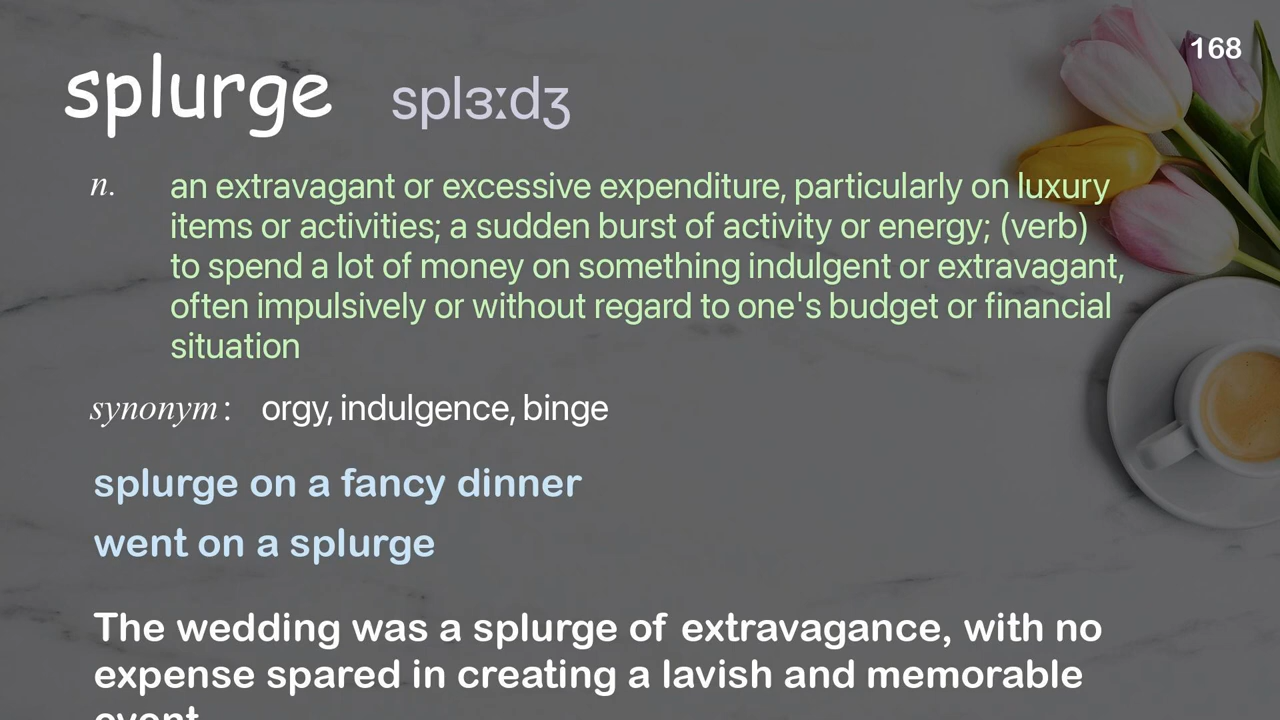 168
splurge splɜːdʒ
n. an extravagant or excessive expenditure, particularly on luxury
items or activities; a sudden burst of activity or energy; (verb)
to spend a lot of money on something indulgent or extravagant,
often impulsively or without regard to one's budget or financial
situation
synonym: orgy, indulgence, binge
splurge on a fancy dinner
went on a splurge
The wedding was a splurge of extravagance, with no
expense spared in creating a lavish and memorable
event